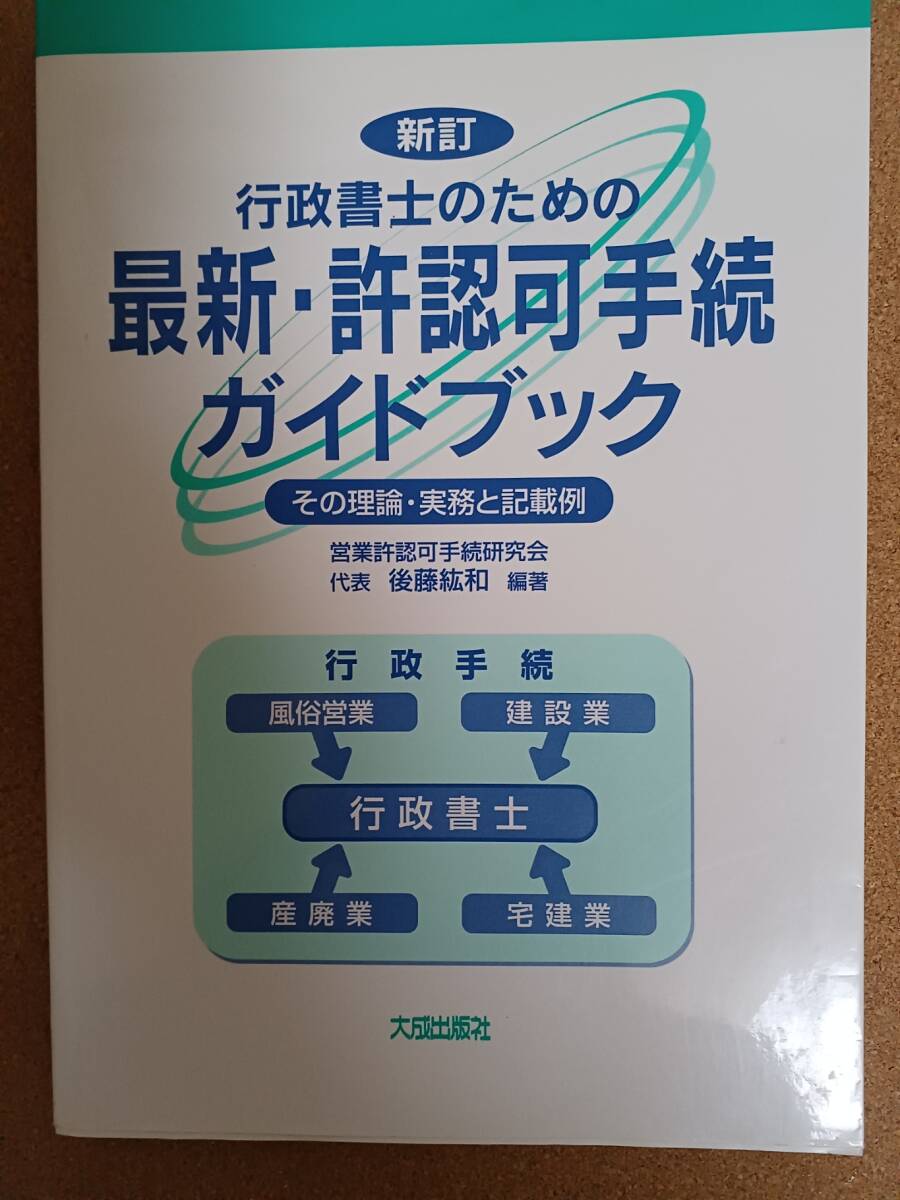 新訂
行政書士のための
最新・許認可手続
ガイドブック
その理論・実務と記載例
営業許認可手続研究会
代表 後藤紘和 編著
行政手続
風俗営業 建設業
行政書士
産廃業 宅建業
大成出版社